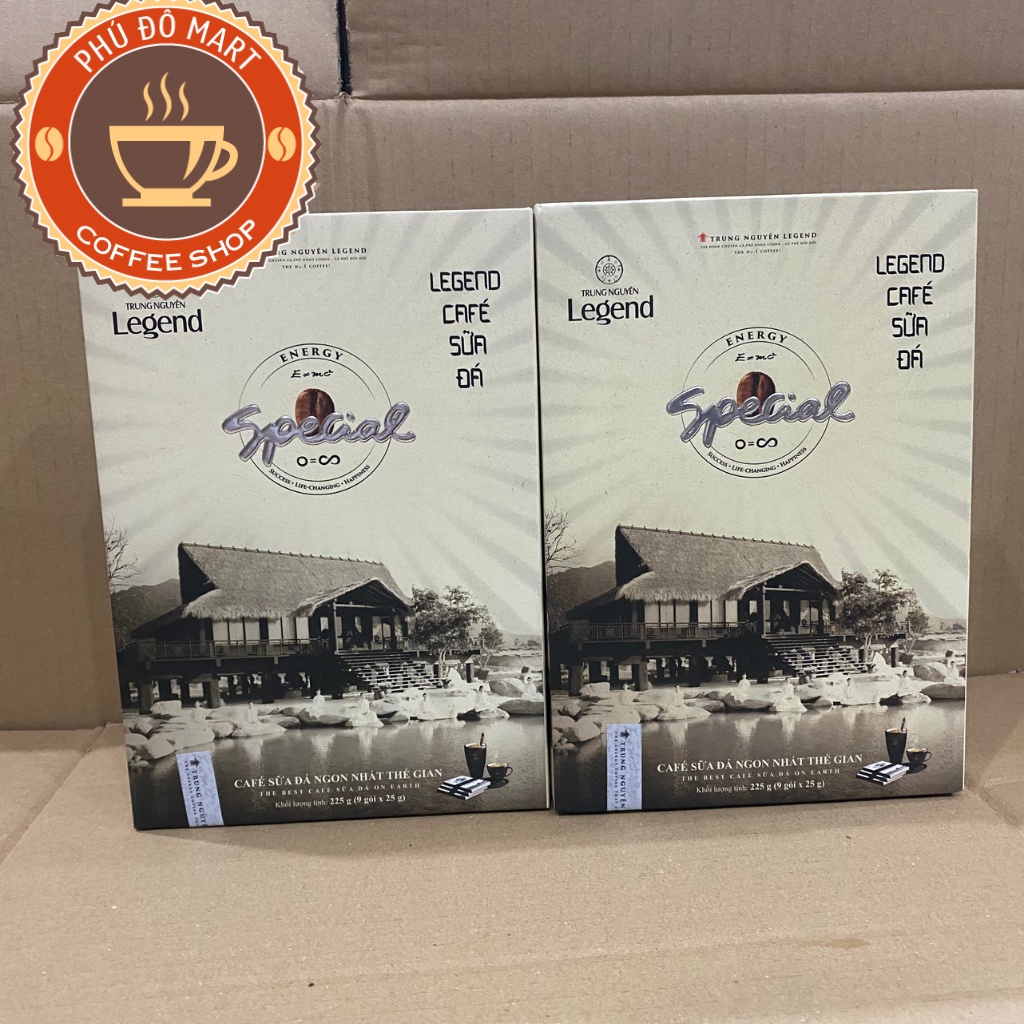 PHÚ ĐÔ MART
COFFEE SHOP
TRUNG NGUYÊN LEGEND
THE No.1 COFFEE!
TRUNG NGUYÊN
Legend
LEGEND
CAFÉ
SỮA
ĐÁ
ENERGY
E≠mc²
Special
O=∞
SUCCESS • LIFE-CHANGING • HAPPINESS
CAFÉ SỮA ĐÁ NGON NHẤT THẾ GIAN
THE BEST CAFÉ SỮA ĐÁ ON EARTH
Khối lượng tịnh: 225 g (9 gói x 25 g)
TRUNG NGUYÊN
TRUNG NGUYÊN LEGEND
THE No.1 COFFEE!
TRUNG NGUYÊN
Legend
LEGEND
CAFÉ
SỮA
ĐÁ
ENERGY
E≠mc²
Special
O=∞
SUCCESS • LIFE-CHANGING • HAPPINESS
CAFÉ SỮA ĐÁ NGON NHẤT THẾ GIAN
THE BEST CAFÉ SỮA ĐÁ ON EARTH
Khối lượng tịnh: 225 g (9 gói x 25 g)
TRUNG NGUYÊN